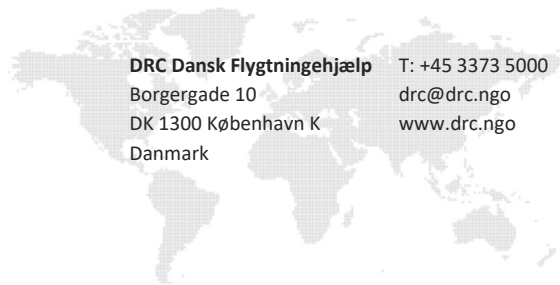 DRC Dansk Flygtningehjælp T: +45 3373 5000
Borgergade 10 drc@drc.ngo
DK 1300 København K www.drc.ngo
Danmark